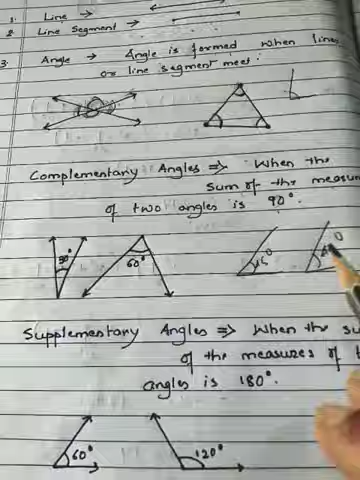 1. Line →
2. Line Segment →
3. Angle → Angle is formed when lines
or line segment meet.
Complementary Angles ⇒ When the
sum of the measure
of two angles is 90°.
30° 60°
Supplementary Angles ⇒ When the su
of the measures of t
angles is 180°.
60° 120°